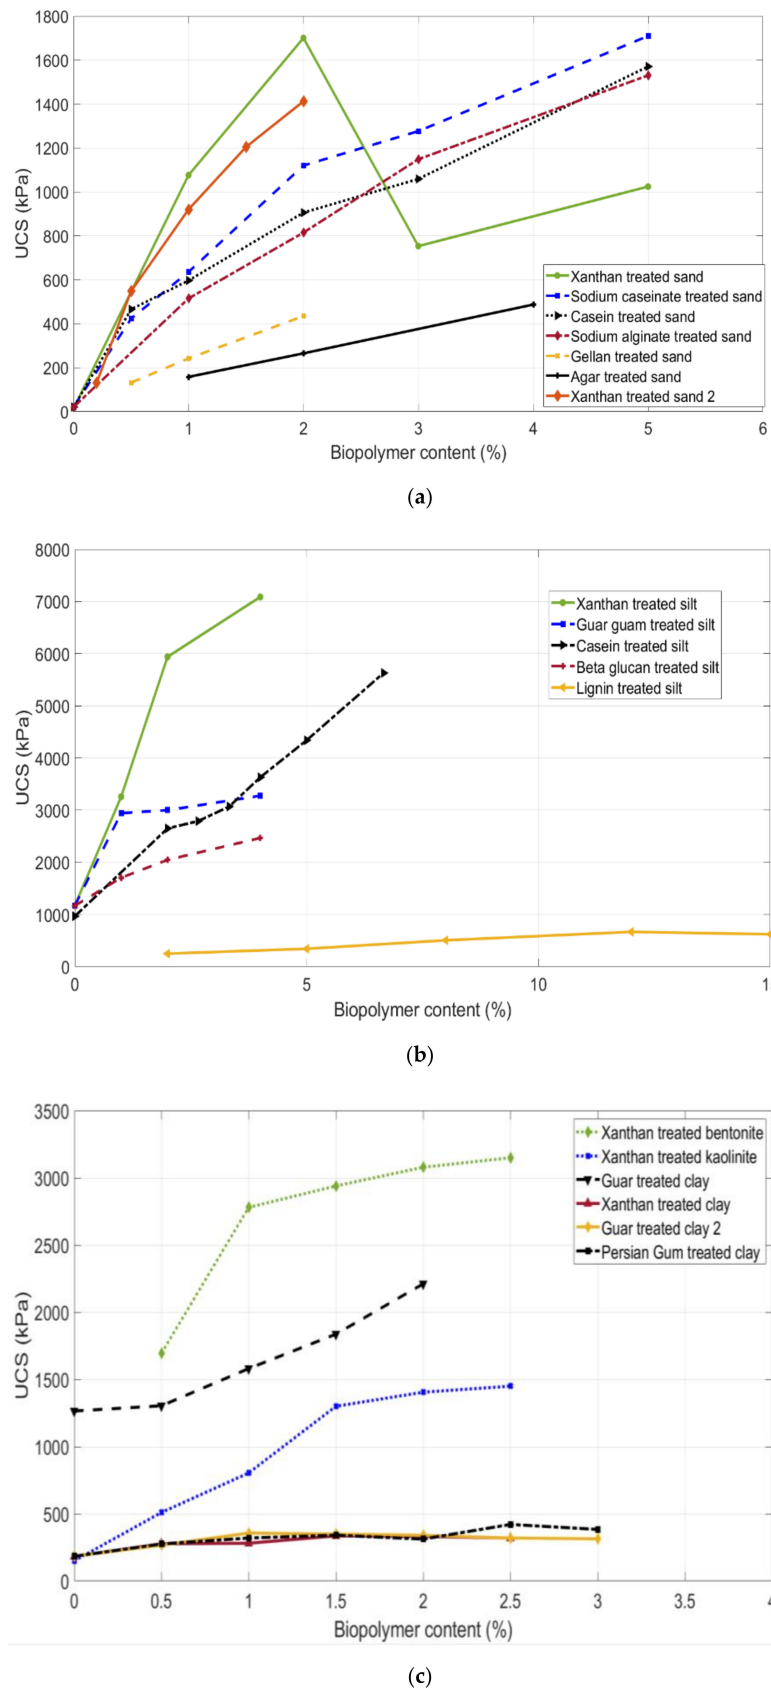 1800
1600
1400
1200
1000
800
600
400
200
0
UCS (kPa)
Xanthan treated sand
Sodium caseinate treated sand
Casein treated sand
Sodium alginate treated sand
Gellan treated sand
Agar treated sand
Xanthan treated sand 2
0 1 2 3 4 5 6
Biopolymer content (%)
(a)
8000
7000
6000
5000
4000
3000
2000
1000
0
UCS (kPa)
Xanthan treated silt
Guar guam treated silt
Casein treated silt
Beta glucan treated silt
Lignin treated silt
0 5 10
Biopolymer content (%)
(b)
3500
3000
2500
2000
1500
1000
500
0
UCS (kPa)
Xanthan treated bentonite
Xanthan treated kaolinite
Guar treated clay
Xanthan treated clay
Guar treated clay 2
Persian Gum treated clay
0 0.5 1 1.5 2 2.5 3 3.5 4
Biopolymer content (%)
(c)